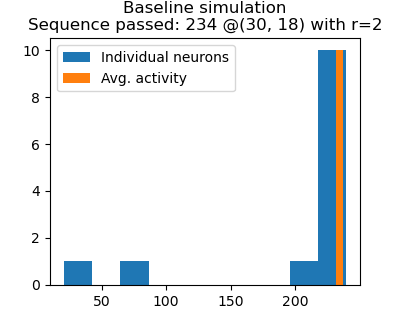 Baseline simulation
Sequence passed: 234 @(30, 18) with r=2
Individual neurons
Avg. activity
10
8
6
4
2
0
50
100
150
200